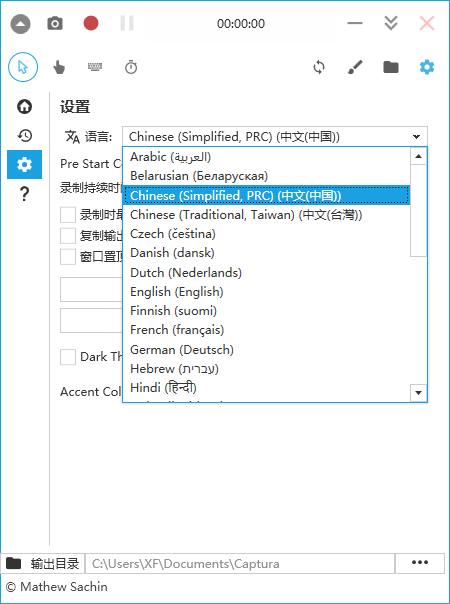 00:00:00
设置
语言:
Chinese (Simplified, PRC) (中文(中国))
Arabic (العربية)
Belarusian (Беларуская)
Pre Start Co
Chinese (Simplified, PRC) (中文(中国))
录制持续时间
Chinese (Traditional, Taiwan) (中文(台灣))
录制时最
Czech (čeština)
复制输出
Danish (dansk)
窗口置顶
Dutch (Nederlands)
English (English)
Finnish (suomi)
French (français)
German (Deutsch)
Dark Th
Hebrew (עברית)
Hindi (हिन्दी)
Accent Col
输出目录
C:\Users\XF\Documents\Captura
© Mathew Sachin